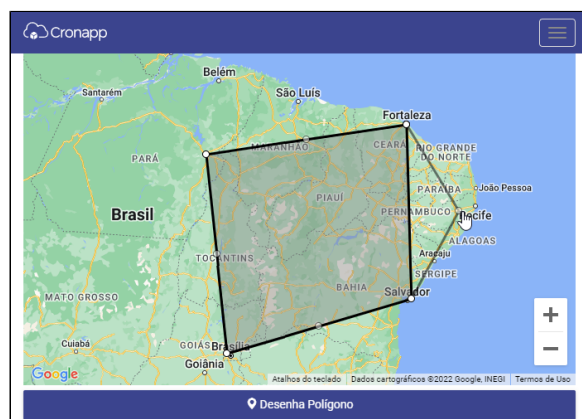 Cronapp
Belém
Santarém
São Luís
Fortaleza
MARANHÃO
CEARÁ
RIO GRANDE
DO NORTE
PARÁ
PIAUÍ
PARAÍBA
João Pessoa
Brasil
PERNAMBUCO
Recife
ALAGOAS
TOCANTINS
Aracaju
SERGIPE
BAHIA
Salvador
MATO GROSSO
Cuiabá
GOIÁS
Brasília
Goiânia
+
−
Google
Atalhos do teclado
Dados cartográficos ©2022 Google, INEGI
Termos de Uso
Desenha Polígono